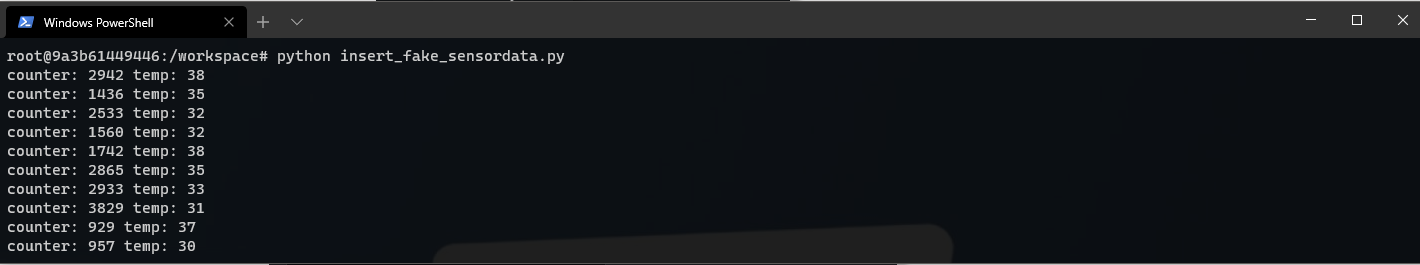 Windows PowerShell
root@9a3b61449446:/workspace# python insert_fake_sensordata.py
counter: 2942 temp: 38
counter: 1436 temp: 35
counter: 2533 temp: 32
counter: 1560 temp: 32
counter: 1742 temp: 38
counter: 2865 temp: 35
counter: 2933 temp: 33
counter: 3829 temp: 31
counter: 929 temp: 37
counter: 957 temp: 30